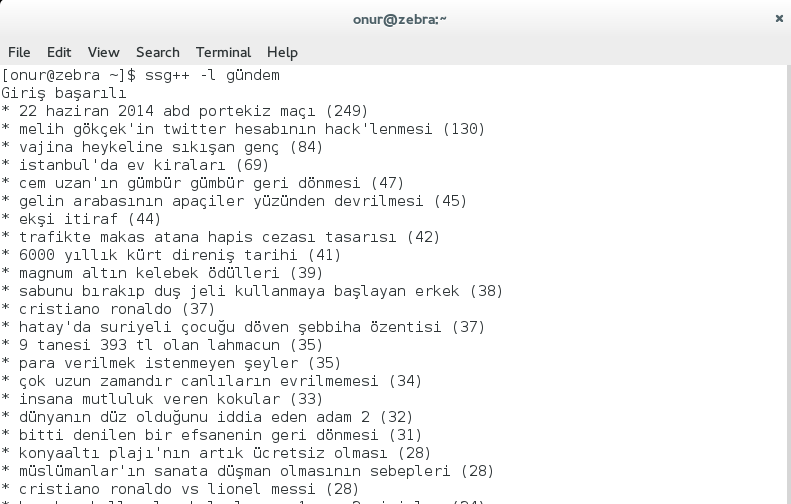 onur@zebra:~
File Edit View Search Terminal Help
[onur@zebra ~]$ ssg++ -l gündem
Giriş başarılı
* 22 haziran 2014 abd portekiz maçı (249)
* melih gökçek'in twitter hesabının hack'lenmesi (130)
* vajina heykeline sıkışan genç (84)
* istanbul'da ev kiraları (69)
* cem uzan'ın gümbür gümbür geri dönmesi (47)
* gelin arabasının apaçiler yüzünden devrilmesi (45)
* ekşi itiraf (44)
* trafikte makas atana hapis cezası tasarısı (42)
* 6000 yıllık kürt direniş tarihi (41)
* magnum altın kelebek ödülleri (39)
* sabunu bırakıp duş jeli kullanmaya başlayan erkek (38)
* cristiano ronaldo (37)
* hatay'da suriyeli çocuğu döven şebbiha özentisi (37)
* 9 tanesi 393 tl olan lahmacun (35)
* para verilmek istenmeyen şeyler (35)
* çok uzun zamandır canlıların evrilmemesi (34)
* insana mutluluk veren kokular (33)
* dünyanın düz olduğunu iddia eden adam 2 (32)
* bitti denilen bir efsanenin geri dönmesi (31)
* konyaaltı plajı'nın artık ücretsiz olması (28)
* müslümanlar'ın sanata düşman olmasının sebepleri (28)
* cristiano ronaldo vs lionel messi (28)